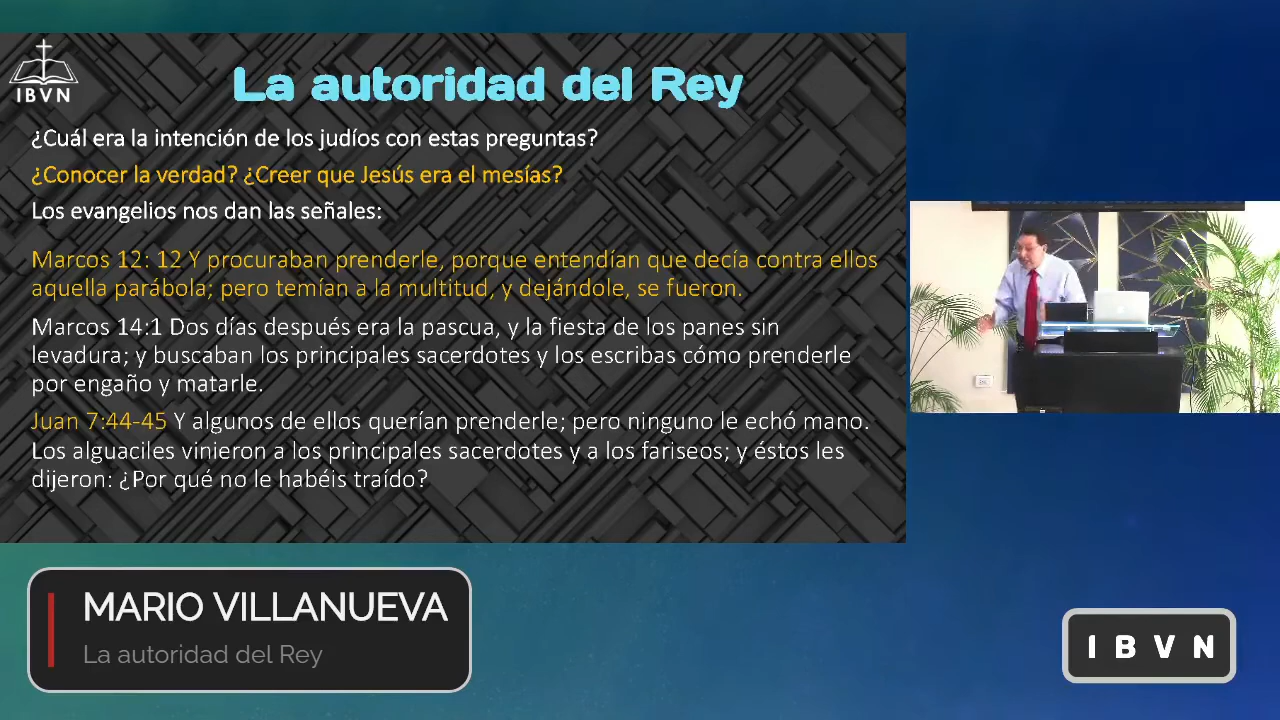 IBVN
La autoridad del Rey
¿Cuál era la intención de los judíos con estas preguntas?
¿Conocer la verdad? ¿Creer que Jesús era el mesías?
Los evangelios nos dan las señales:
Marcos 12: 12 Y procuraban prenderle, porque entendían que decía contra ellos
aquella parábola; pero temían a la multitud, y dejándole, se fueron.
Marcos 14:1 Dos días después era la pascua, y la fiesta de los panes sin
levadura; y buscaban los principales sacerdotes y los escribas cómo prenderle
por engaño y matarle.
Juan 7:44-45 Y algunos de ellos querían prenderle; pero ninguno le echó mano.
Los alguaciles vinieron a los principales sacerdotes y a los fariseos; y éstos les
dijeron: ¿Por qué no le habéis traído?
MARIO VILLANUEVA
La autoridad del Rey
IBVN